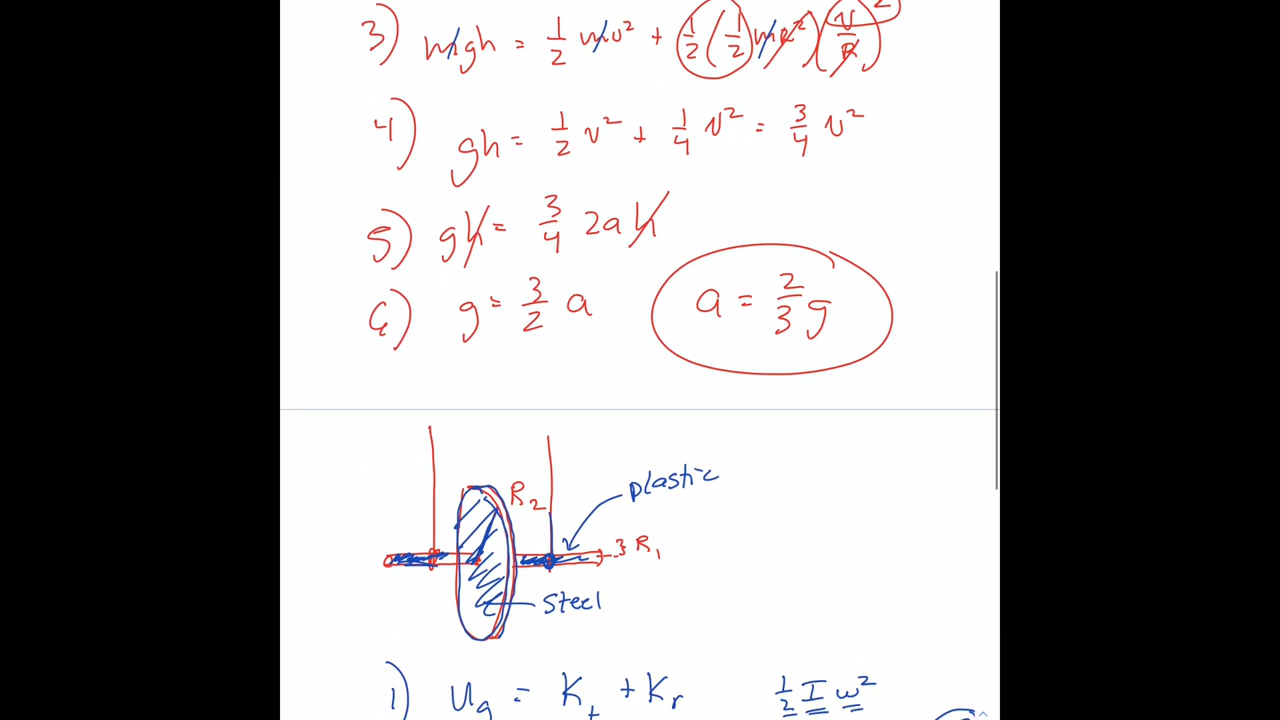 3) mgh = 1/2 mv² + 1/2 (1/2 mR²)(v/R)²
4) gh = 1/2 v² + 1/4 v² = 3/4 v²
5) gh = 3/4 2ah
6) g = 3/2 a    a = 2/3 g
R₂
plastic
R₁
steel
1) Ug = Kt + Kr    1/2 I ω²